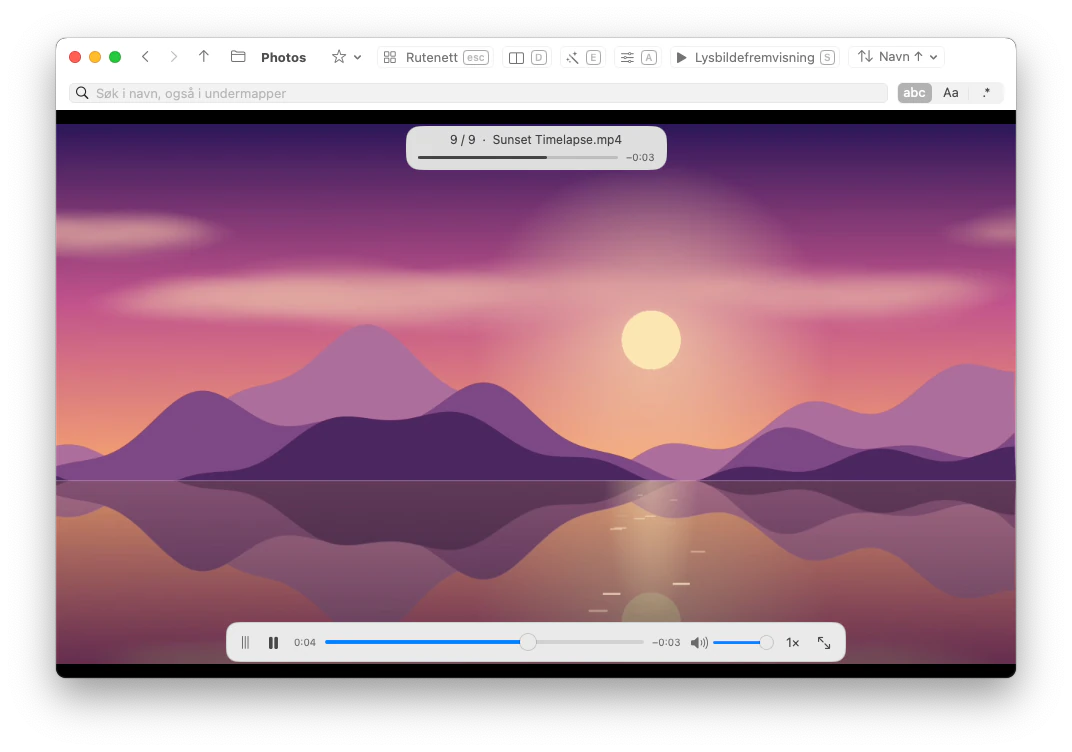 Photos Rutenett esc D E A Lysbildefremvisning S Navn ↑
Søk i navn, også i undermapper abc Aa .*
9 / 9 · Sunset Timelapse.mp4
−0:03
0:04 −0:03 1×